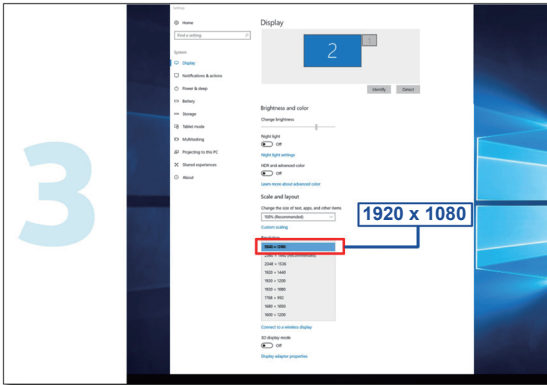 3
Settings
Home
Find a setting
System
Display
Notifications & actions
Power & sleep
Battery
Storage
Tablet mode
Multitasking
Projecting to this PC
Shared experiences
About
Display
2
1
Identify
Detect
Brightness and color
Change brightness
Night light
Off
Night light settings
HDR and advanced color
Off
Learn more about advanced color
Scale and layout
Change the size of text, apps, and other items
100% (Recommended)
Custom scaling
1920 x 1080
2048 × 1536
1920 × 1440
1920 × 1200
1920 × 1080
1768 × 992
1680 × 1050
1600 × 1200
Connect to a wireless display
3D display mode
Off
Display adapter properties